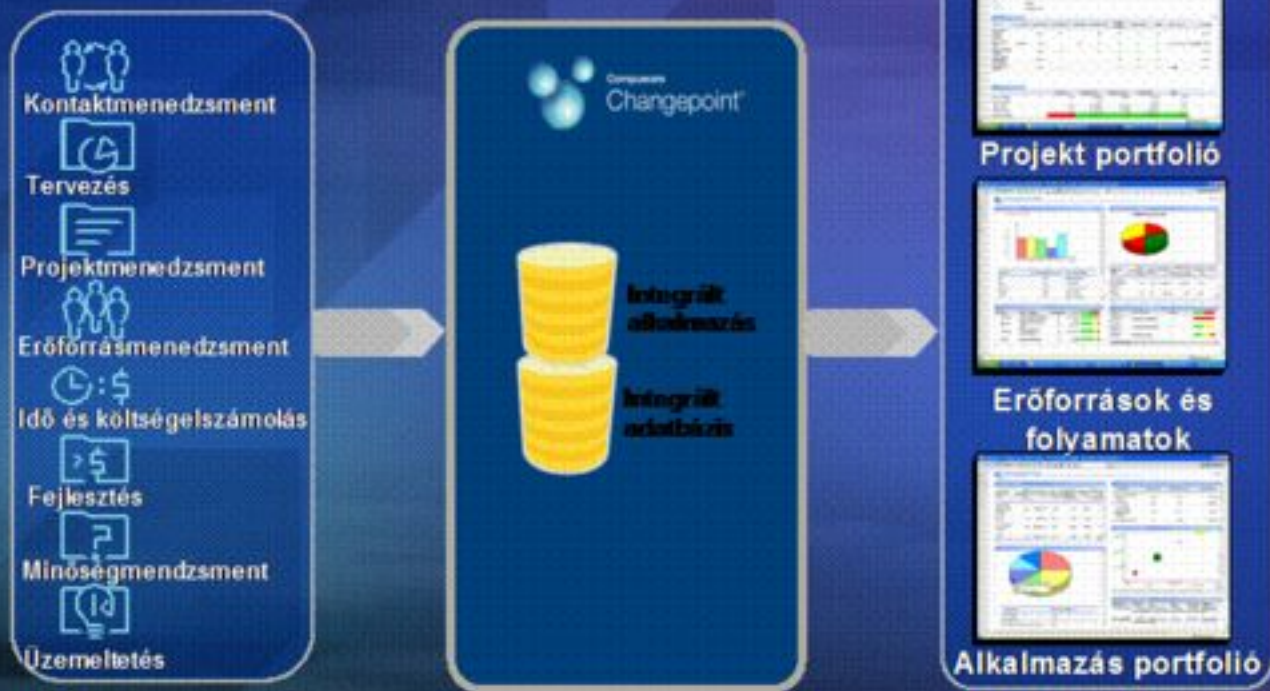 Kontaktmenedzsment
Tervezés
Projektmenedzsment
Erőforrásmenedzsment
Idő és költségelszámolás
Fejlesztés
Minőségmendzsment
Üzemeltetés
Compuware
Changepoint
Integrált
alkalmazás
Integrált
adatbázis
Projekt portfolió
Erőforrások és
folyamatok
Alkalmazás portfolió